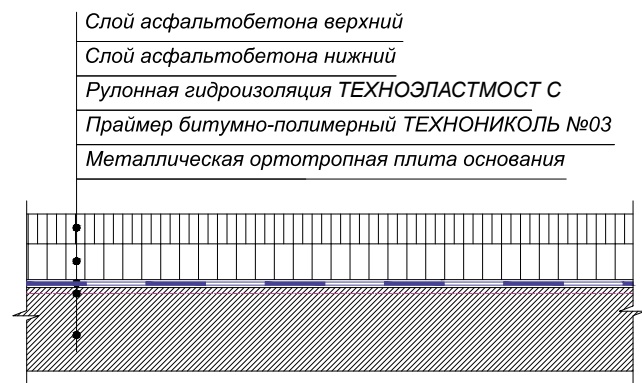 Слой асфальтобетона верхний
Слой асфальтобетона нижний
Рулонная гидроизоляция ТЕХНОЭЛАСТМОСТ С
Праймер битумно-полимерный ТЕХНОНИКОЛЬ №03
Металлическая ортотропная плита основания